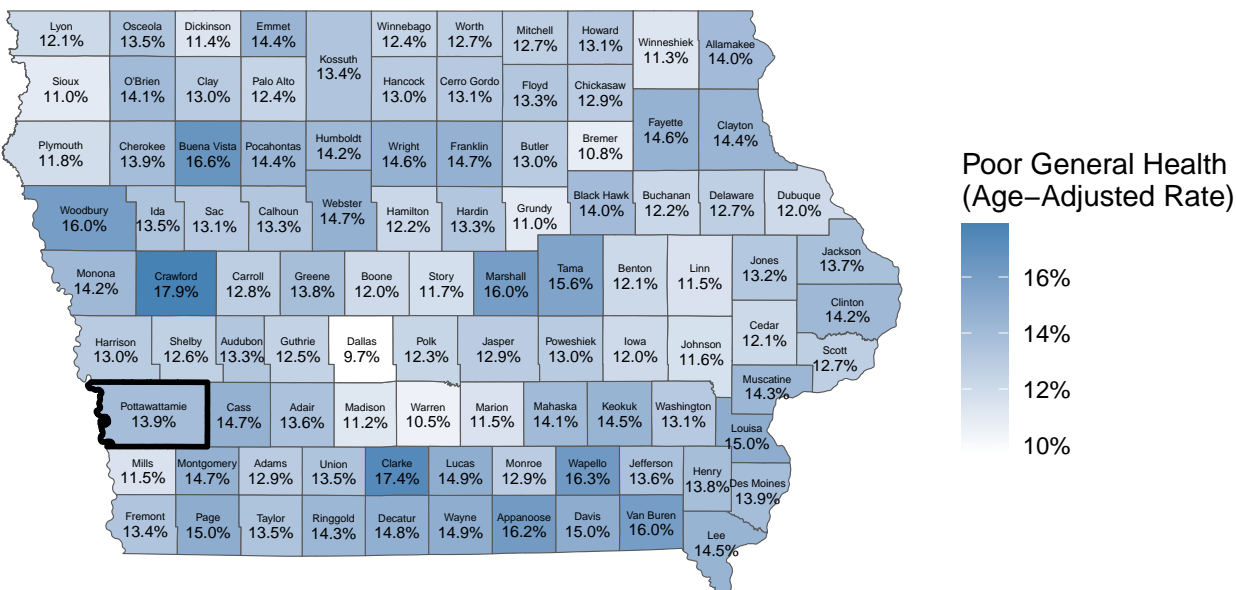 Lyon
12.1%
Osceola
13.5%
Dickinson
11.4%
Emmet
14.4%
Kossuth
13.4%
Winnebago
12.4%
Worth
12.7%
Mitchell
12.7%
Howard
13.1%
Winneshiek
11.3%
Allamakee
14.0%
Sioux
11.0%
O'Brien
14.1%
Clay
13.0%
Palo Alto
12.4%
Hancock
13.0%
Cerro Gordo
13.1%
Floyd
13.3%
Chickasaw
12.9%
Fayette
14.6%
Clayton
14.4%
Plymouth
11.8%
Cherokee
13.9%
Buena Vista
16.6%
Pocahontas
14.4%
Humboldt
14.2%
Wright
14.6%
Franklin
14.7%
Butler
13.0%
Bremer
10.8%
Woodbury
16.0%
Ida
13.5%
Sac
13.1%
Calhoun
13.3%
Webster
14.7%
Hamilton
12.2%
Hardin
13.3%
Grundy
11.0%
Black Hawk
14.0%
Buchanan
12.2%
Delaware
12.7%
Dubuque
12.0%
Monona
14.2%
Crawford
17.9%
Carroll
12.8%
Greene
13.8%
Boone
12.0%
Story
11.7%
Marshall
16.0%
Tama
15.6%
Benton
12.1%
Linn
11.5%
Jones
13.2%
Jackson
13.7%
Clinton
14.2%
Harrison
13.0%
Shelby
12.6%
Audubon
13.3%
Guthrie
12.5%
Dallas
9.7%
Polk
12.3%
Jasper
12.9%
Poweshiek
13.0%
Iowa
12.0%
Johnson
11.6%
Cedar
12.1%
Scott
12.7%
Muscatine
14.3%
Pottawattamie
13.9%
Cass
14.7%
Adair
13.6%
Madison
11.2%
Warren
10.5%
Marion
11.5%
Mahaska
14.1%
Keokuk
14.5%
Washington
13.1%
Louisa
15.0%
Mills
11.5%
Montgomery
14.7%
Adams
12.9%
Union
13.5%
Clarke
17.4%
Lucas
14.9%
Monroe
12.9%
Wapello
16.3%
Jefferson
13.6%
Henry
13.8%
Des Moines
13.9%
Fremont
13.4%
Page
15.0%
Taylor
13.5%
Ringgold
14.3%
Decatur
14.8%
Wayne
14.9%
Appanoose
16.2%
Davis
15.0%
Van Buren
16.0%
Lee
14.5%
Poor General Health
(Age−Adjusted Rate)
16%
14%
12%
10%